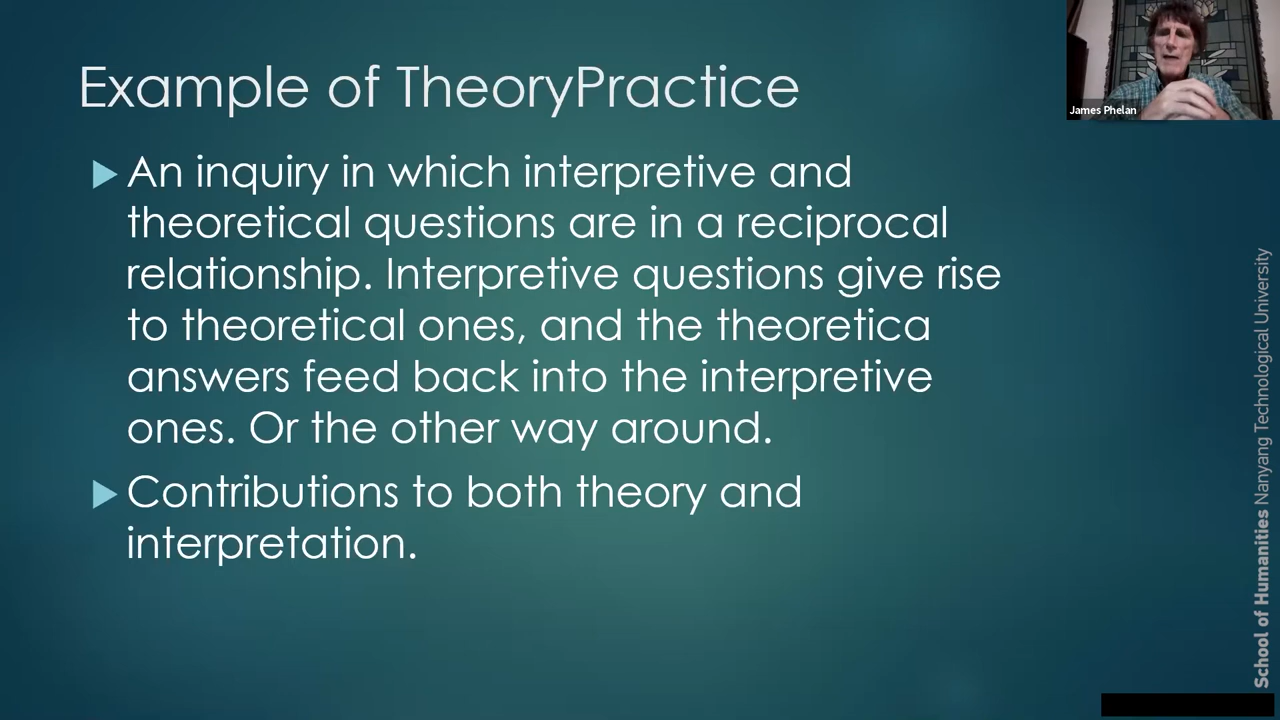 Example of TheoryPractice
An inquiry in which interpretive and
theoretical questions are in a reciprocal
relationship. Interpretive questions give rise
to theoretical ones, and the theoretica
answers feed back into the interpretive
ones. Or the other way around.
Contributions to both theory and
interpretation.
James Phelan
School of Humanities Nanyang Technological University